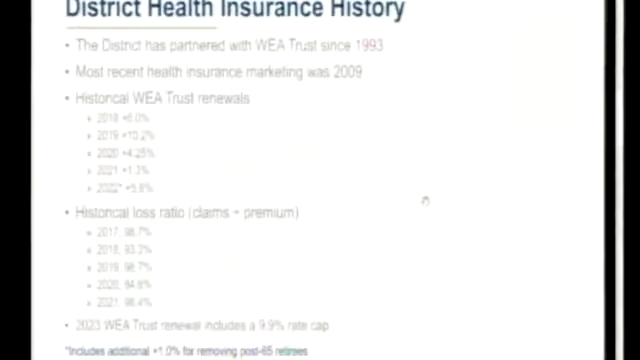 District Health Insurance History
• The District has partnered with WEA Trust since 1993
• Most recent health insurance marketing was 2009
• Historical WEA Trust renewals
• 2018 +6.0%
• 2019 +10.2%
• 2020 +4.25%
• 2021 +1.3%
• 2022* +5.8%
• Historical loss ratio (claims ÷ premium)
• 2017, 98.7%
• 2018, 93.3%
• 2019, 98.7%
• 2020, 84.8%
• 2021, 98.4%
• 2023 WEA Trust renewal includes a 9.9% rate cap
*Includes additional +1.0% for removing post-65 retirees